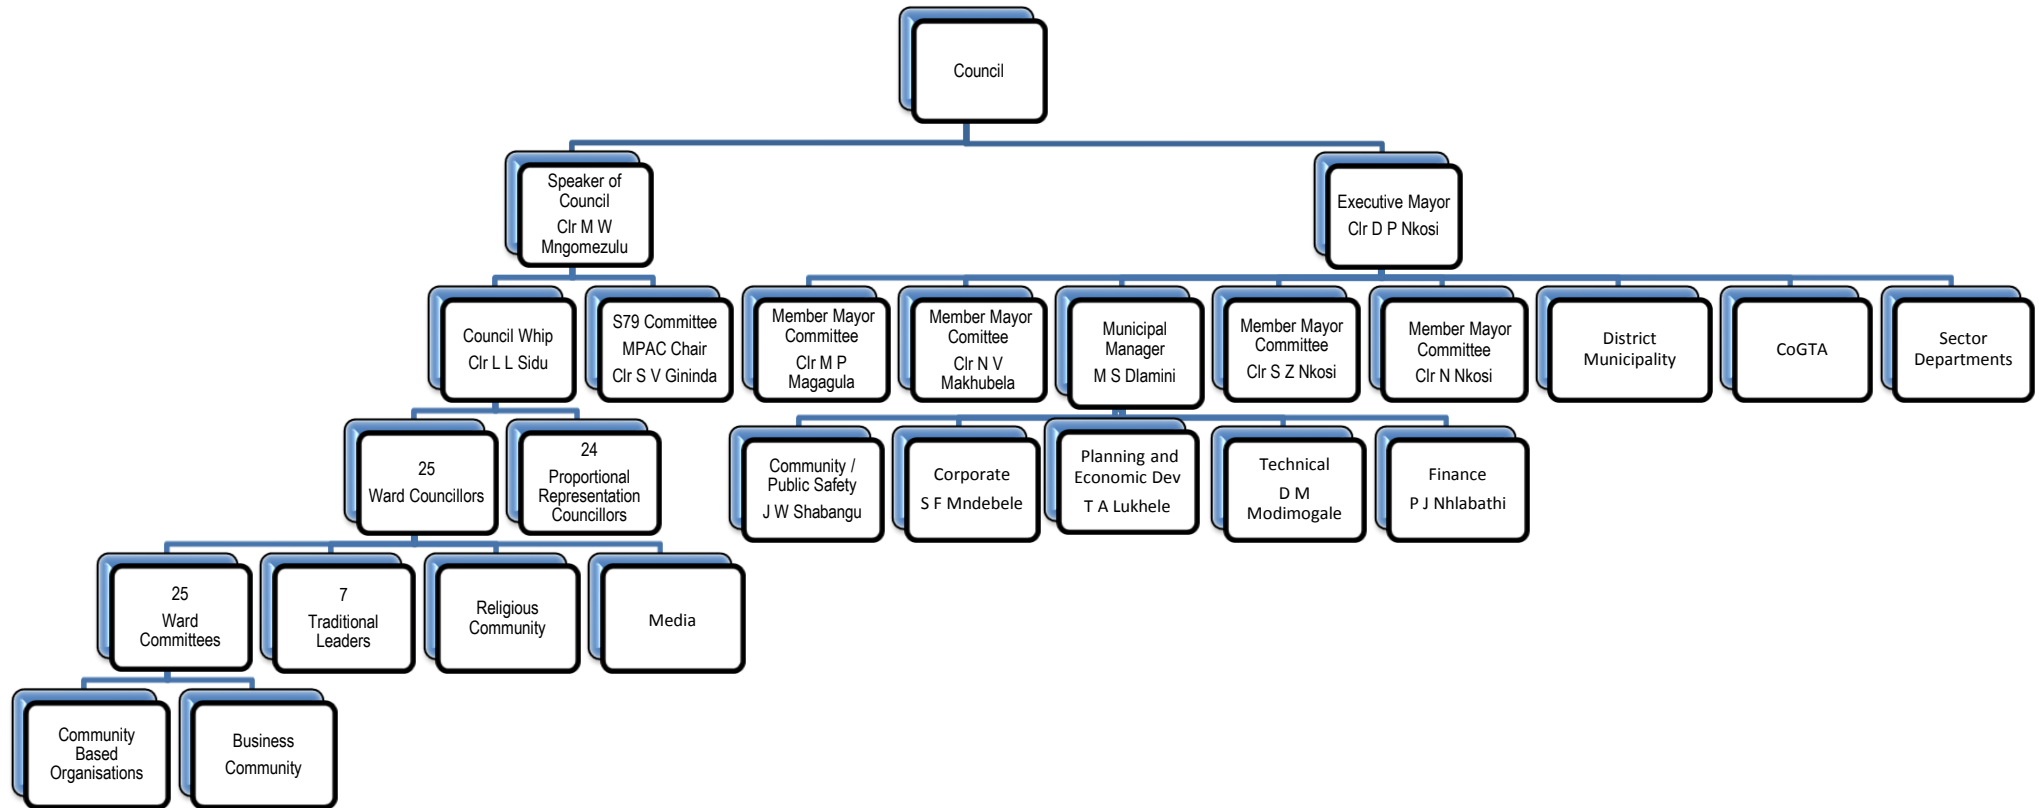 Council
Speaker of
Council
Clr M W
Mngomezulu
Executive Mayor
Clr D P Nkosi
Council Whip
Clr L L Sidu
S79 Committee
MPAC Chair
Clr S V Gininda
Member Mayor
Committee
Clr M P
Magagula
Member Mayor
Comittee
Clr N V
Makhubela
Municipal
Manager
M S Dlamini
Member Mayor
Committee
Clr S Z Nkosi
Member Mayor
Committee
Clr N Nkosi
District
Municipality
CoGTA
Sector
Departments
25
Ward Councillors
24
Proportional
Representation
Councillors
Community /
Public Safety
J W Shabangu
Corporate
S F Mndebele
Planning and
Economic Dev
T A Lukhele
Technical
D M
Modimogale
Finance
P J Nhlabathi
25
Ward
Committees
7
Traditional
Leaders
Religious
Community
Media
Community
Based
Organisations
Business
Community